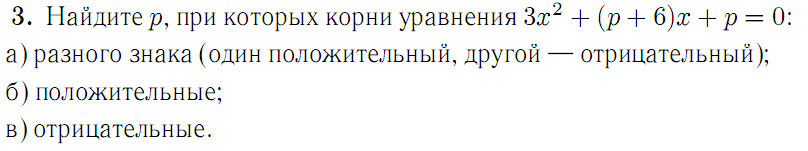 3. Найдите p, при которых корни уравнения 3x² + (p + 6)x + p = 0:
а) разного знака (один положительный, другой — отрицательный);
б) положительные;
в) отрицательные.